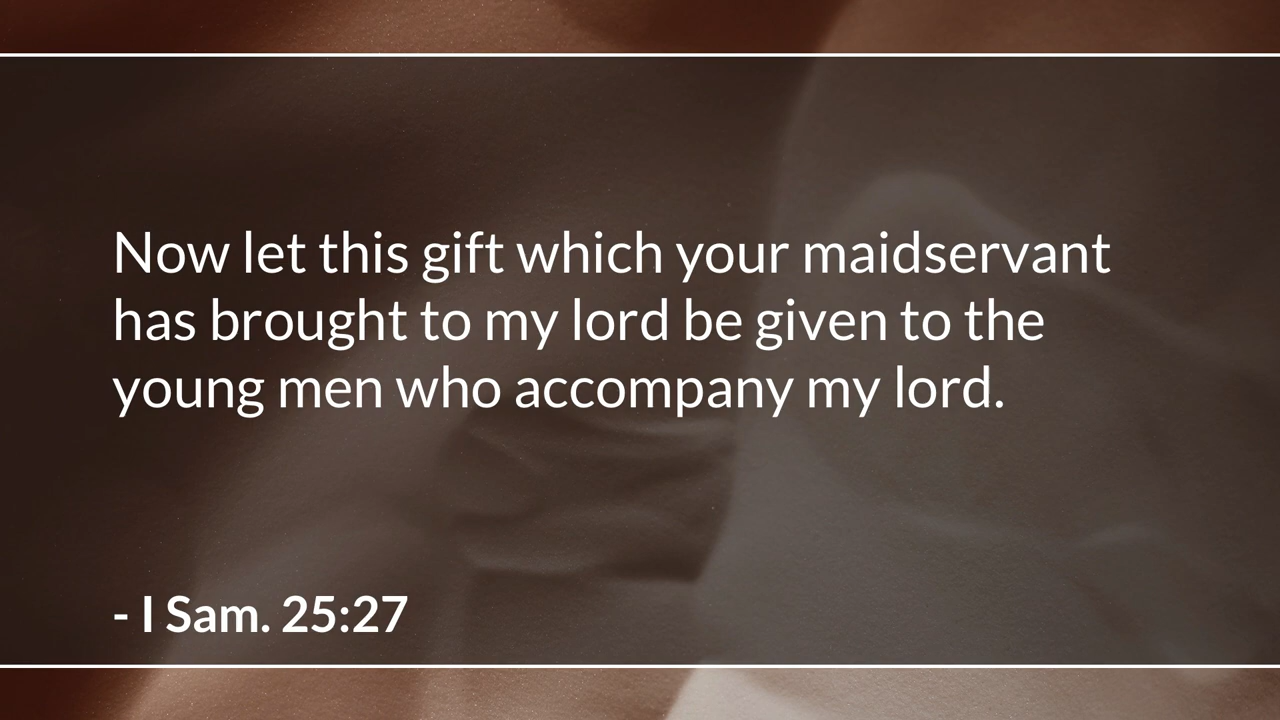 Now let this gift which your maidservant
has brought to my lord be given to the
young men who accompany my lord.
- I Sam. 25:27